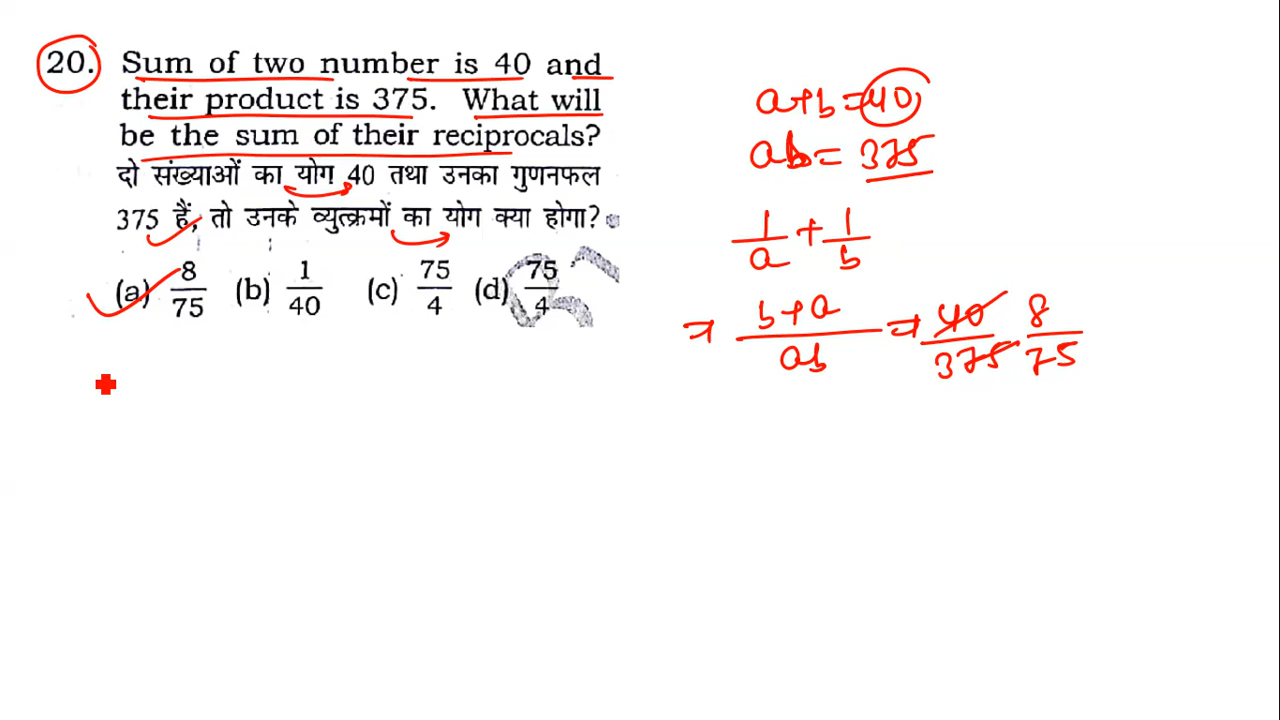 20. Sum of two number is 40 and
their product is 375. What will
be the sum of their reciprocals?
दो संख्याओं का योग 40 तथा उनका गुणनफल
375 हैं, तो उनके व्युत्क्रमों का योग क्या होगा?
(a) 8/75 (b) 1/40 (c) 75/4 (d) 75/4
a+b=40
ab=375
1/a + 1/b
⇒ b+a/ab ⇒ 40/375 8/75